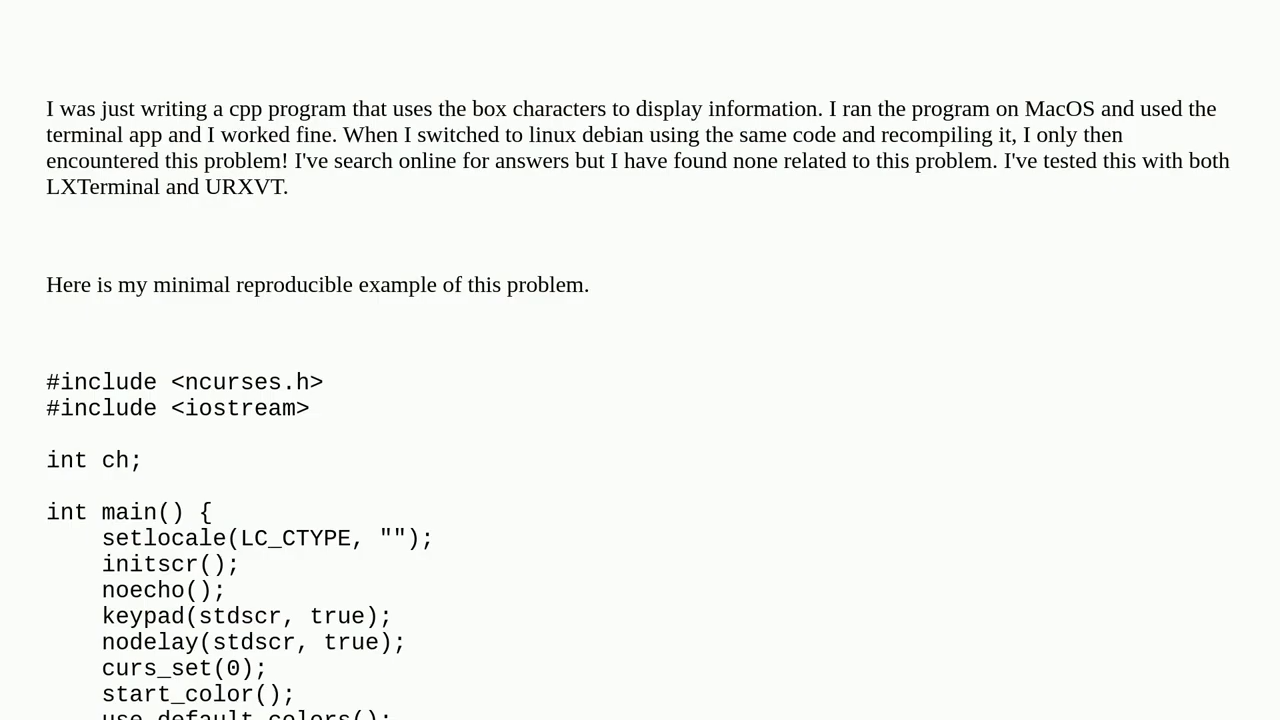 I was just writing a cpp program that uses the box characters to display information. I ran the program on MacOS and used the
terminal app and I worked fine. When I switched to linux debian using the same code and recompiling it, I only then
encountered this problem! I've search online for answers but I have found none related to this problem. I've tested this with both
LXTerminal and URXVT.
Here is my minimal reproducible example of this problem.
#include <ncurses.h>
#include <iostream>
int ch;
int main() {
    setlocale(LC_CTYPE, "");
    initscr();
    noecho();
    keypad(stdscr, true);
    nodelay(stdscr, true);
    curs_set(0);
    start_color();
    use_default_colors();